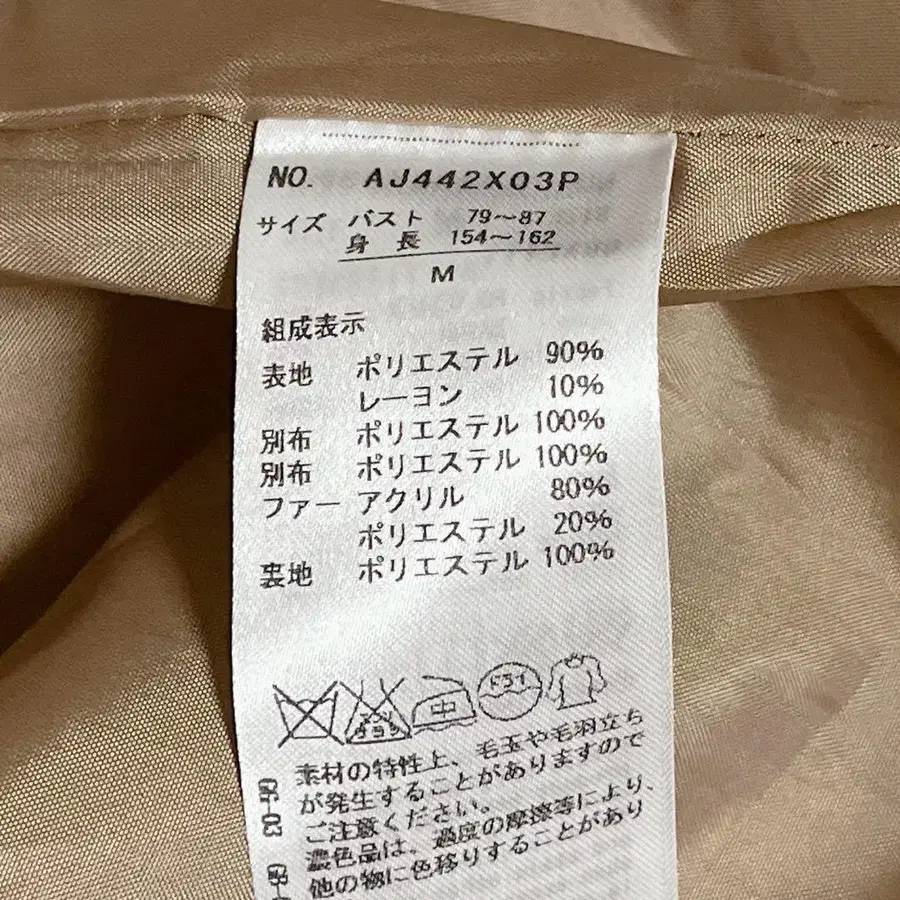 NO. AJ442X03P
サイズ バスト 79～87
身長 154～162
M
組成表示
表地 ポリエステル 90%
レーヨン 10%
別布 ポリエステル 100%
別布 ポリエステル 100%
ファー アクリル 80%
ポリエステル 20%
裏地 ポリエステル 100%
エンソ サラシ 中 ドライ
素材の特性上、毛玉や毛羽立ち
が発生することがありますので
ご注意ください。
濃色品は、過度の摩擦等により、
他の物に色移りすることがあり